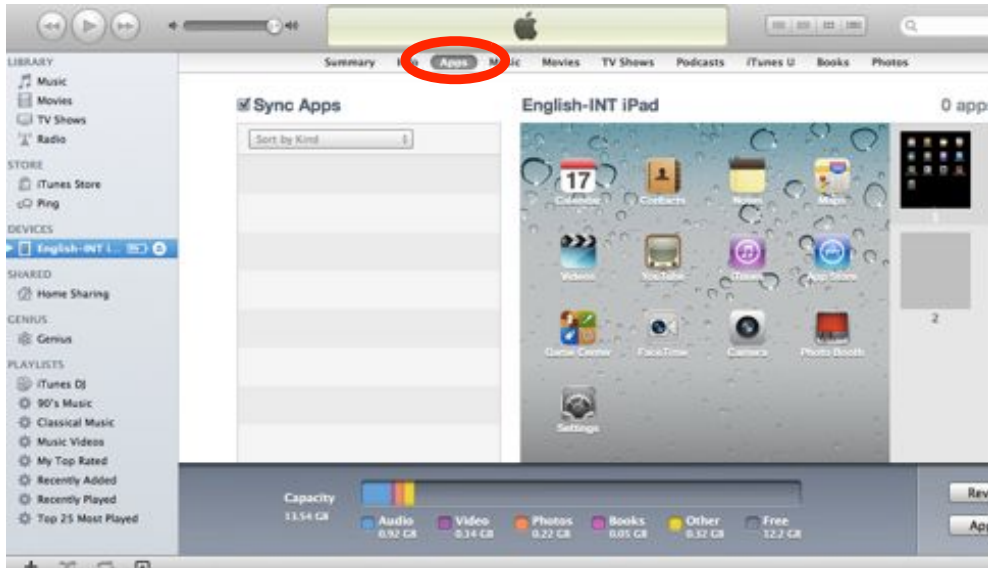 Summary Info Apps Music Movies TV Shows Podcasts iTunes U Books Photos
LIBRARY
Music
Movies
TV Shows
Radio
STORE
iTunes Store
Ping
DEVICES
English-INT i...
SHARED
Home Sharing
GENIUS
Genius
PLAYLISTS
iTunes DJ
90's Music
Classical Music
Music Videos
My Top Rated
Recently Added
Recently Played
Top 25 Most Played
Sync Apps
Sort by Kind
English-INT iPad
0 apps
17
Calendar Contacts Notes Maps
Videos YouTube iTunes App Store
Game Center FaceTime Camera Photo Booth
Settings
1
2
Capacity
13.54 GB
Audio Video Photos Books Other Free
0.92 GB 0.14 GB 0.22 GB 0.05 GB 0.32 GB 12.2 GB
Rev
App